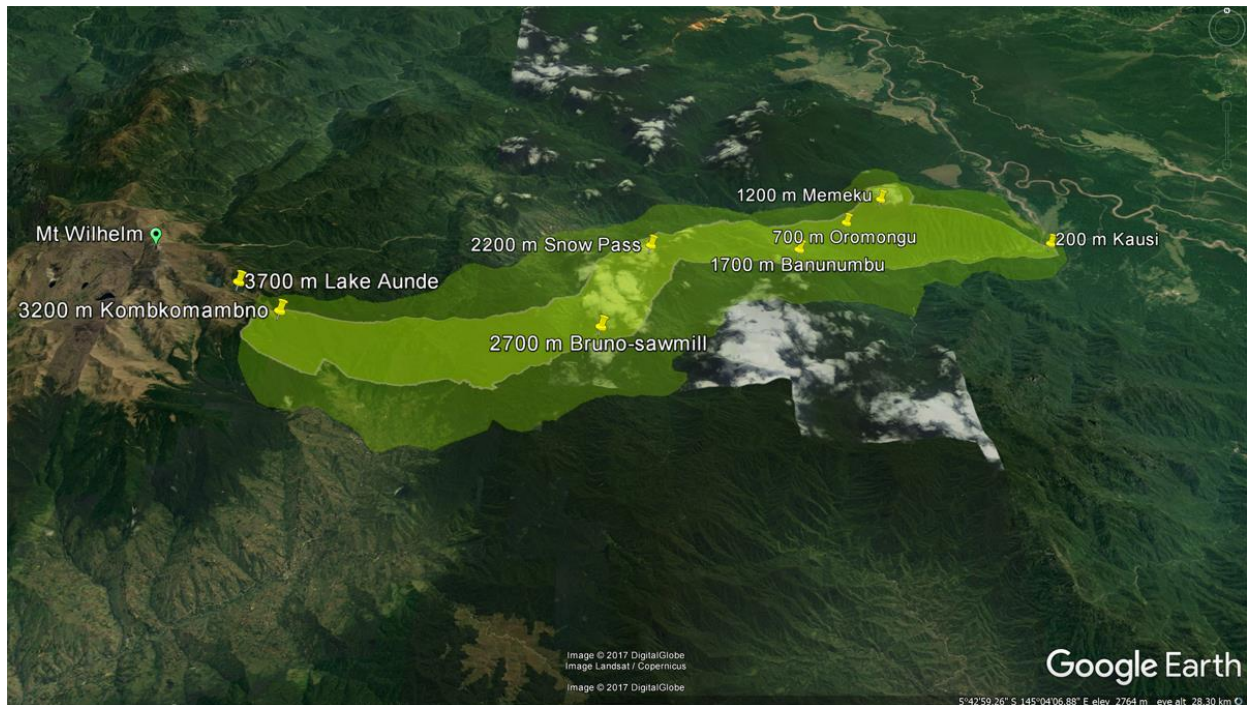 1200 m Memeku
Mt Wilhelm
2200 m Snow Pass
700 m Oromongu
200 m Kausi
1700 m Banunumbu
3700 m Lake Aunde
3200 m Kombkomambno
2700 m Bruno-sawmill
Image © 2017 DigitalGlobe
Image Landsat / Copernicus
Image © 2017 DigitalGlobe
Google Earth
5°42'59.26" S 145°04'06.88" E elev 2764 m eye alt 28.30 km